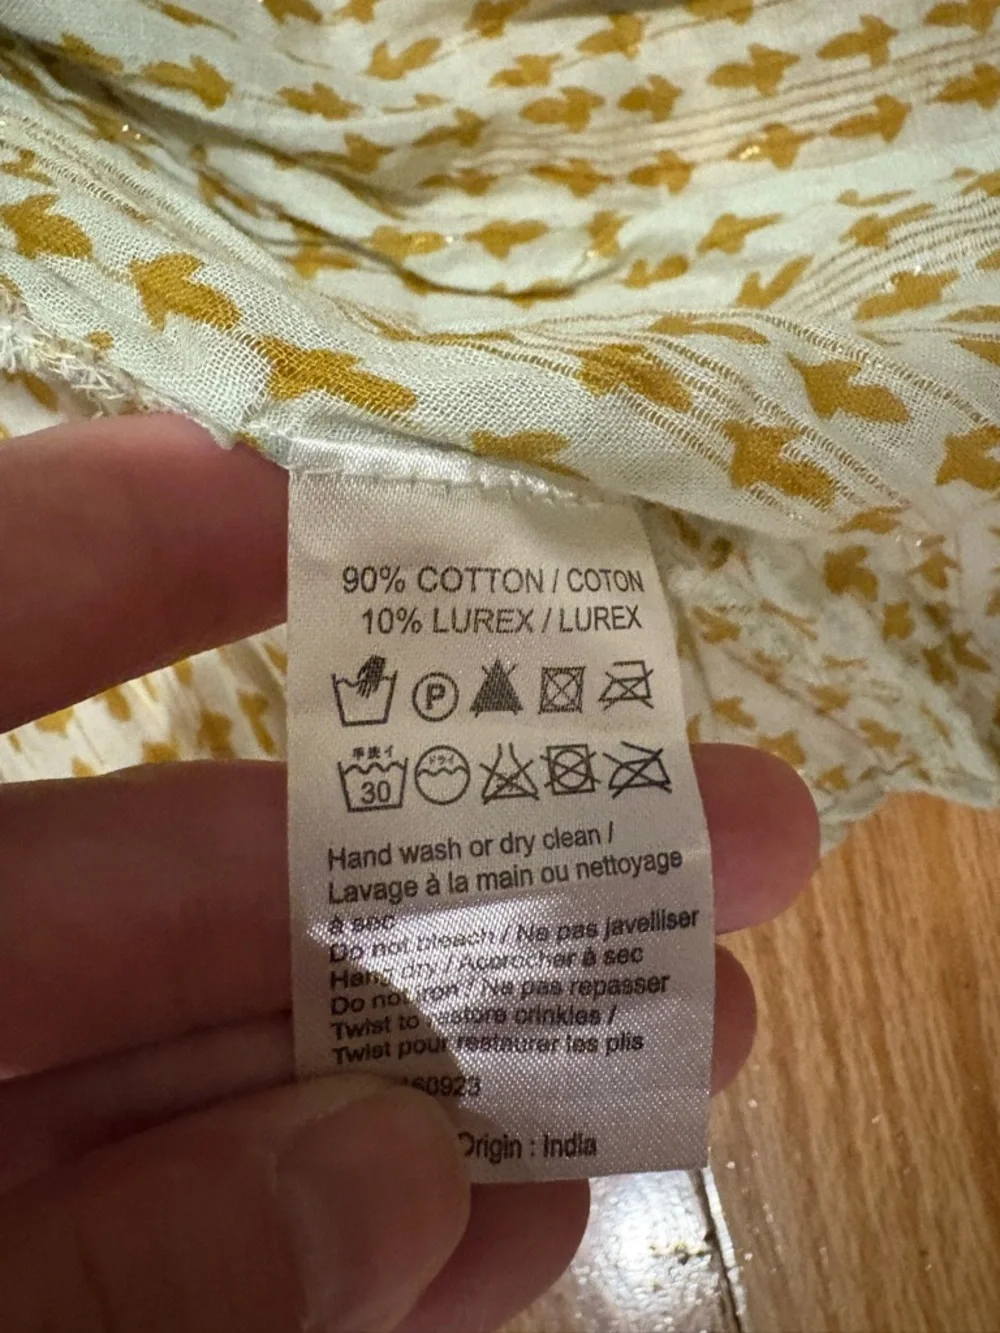 90% COTTON / COTON
10% LUREX / LUREX
P
手洗イ
30
ドライ
Hand wash or dry clean /
Lavage à la main ou nettoyage
à sec
Do not bleach / Ne pas javelliser
Hang dry / Accrocher à sec
Do not iron / Ne pas repasser
Twist to restore crinkles /
Twist pour restaurer les plis
60923
Origin : India